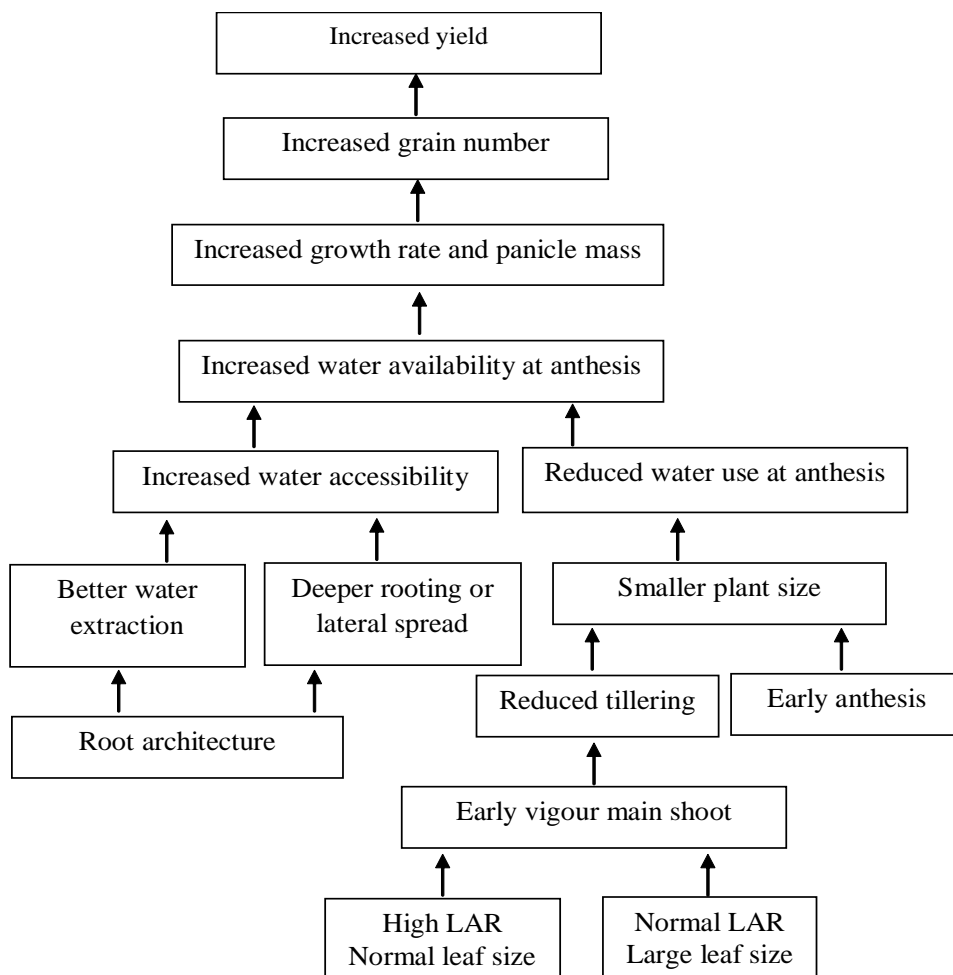 Increased yield
Increased grain number
Increased growth rate and panicle mass
Increased water availability at anthesis
Increased water accessibility
Reduced water use at anthesis
Better water
extraction
Deeper rooting or
lateral spread
Smaller plant size
Root architecture
Reduced tillering
Early anthesis
Early vigour main shoot
High LAR
Normal leaf size
Normal LAR
Large leaf size